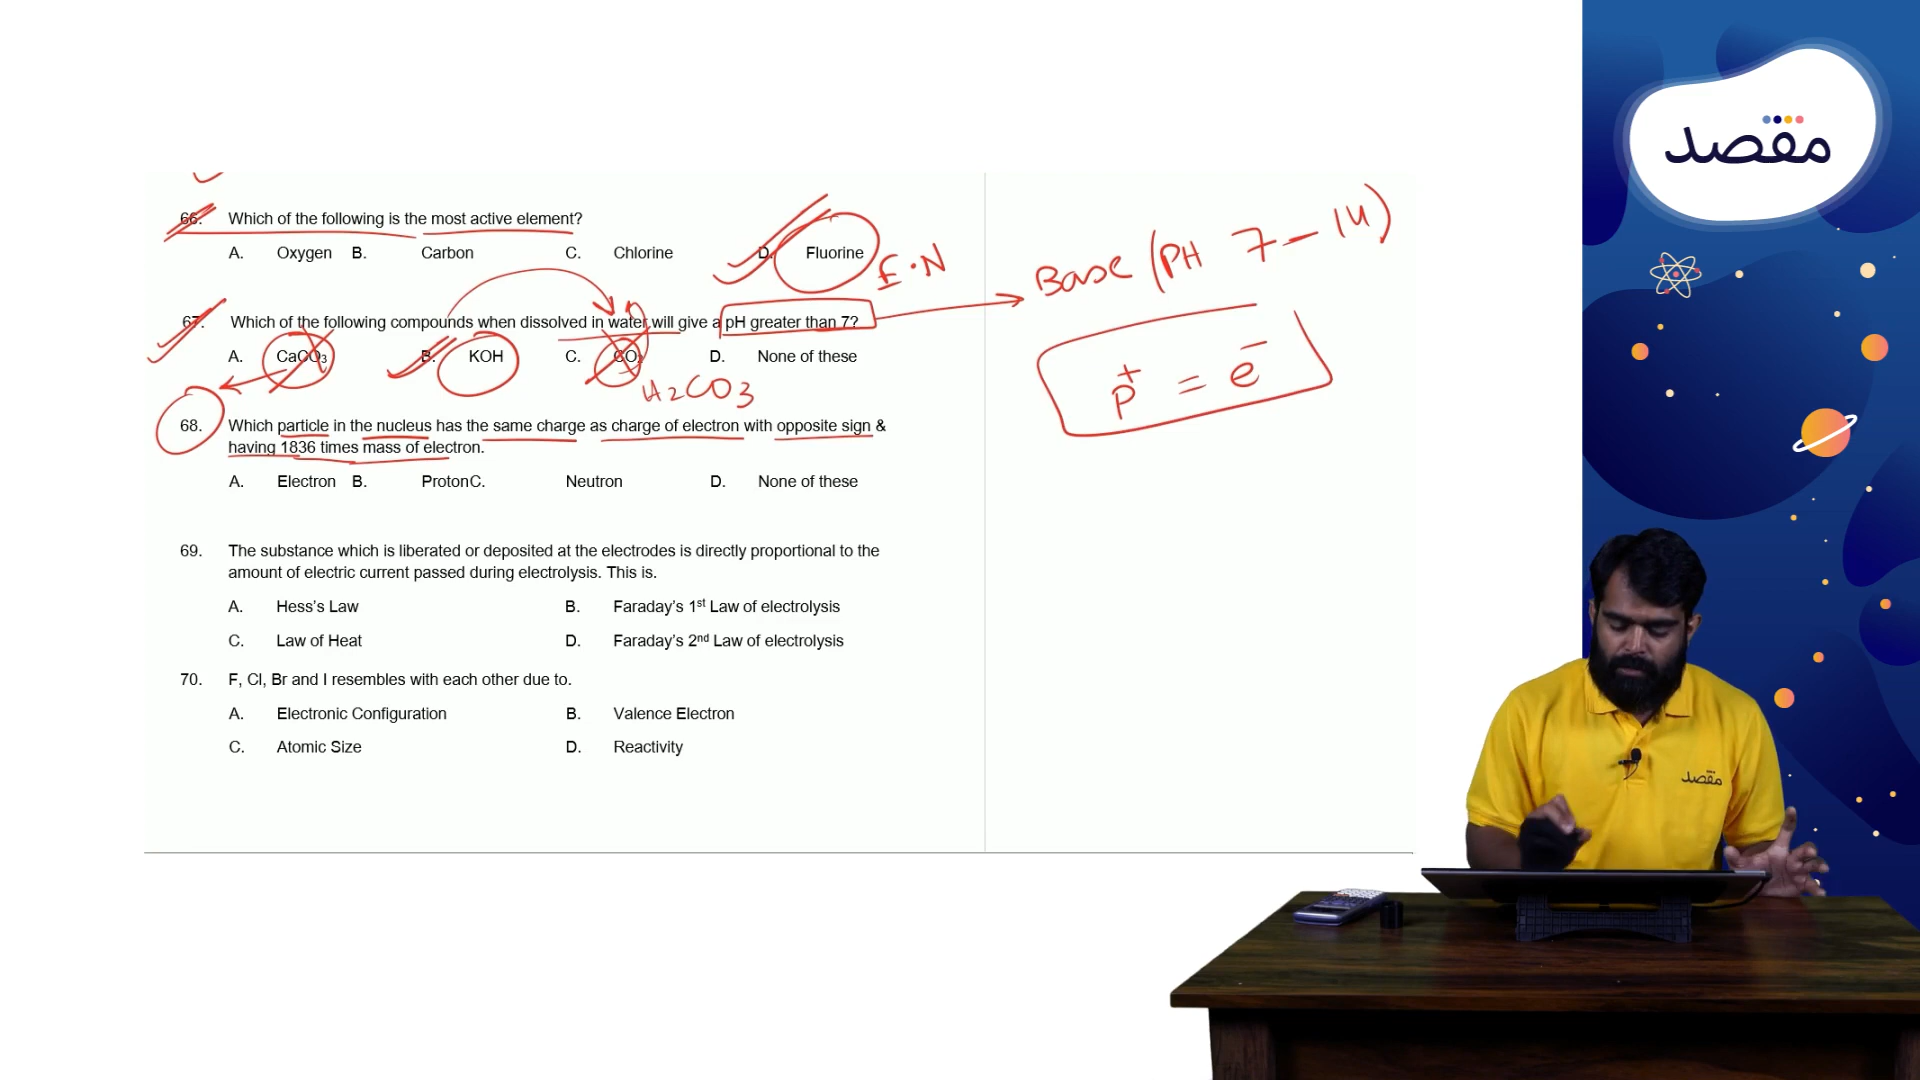 مقصد
66. Which of the following is the most active element?
A. Oxygen B. Carbon C. Chlorine D. Fluorine
E.N
Base (PH 7-14)
67. Which of the following compounds when dissolved in water will give a pH greater than 7?
A. CaCO3 B. KOH C. CO2 D. None of these
H2CO3
p+ = e-
68. Which particle in the nucleus has the same charge as charge of electron with opposite sign &
having 1836 times mass of electron.
A. Electron B. Proton C. Neutron D. None of these
69. The substance which is liberated or deposited at the electrodes is directly proportional to the
amount of electric current passed during electrolysis. This is.
A. Hess's Law B. Faraday's 1st Law of electrolysis
C. Law of Heat D. Faraday's 2nd Law of electrolysis
70. F, Cl, Br and I resembles with each other due to.
A. Electronic Configuration B. Valence Electron
C. Atomic Size D. Reactivity
مقصد